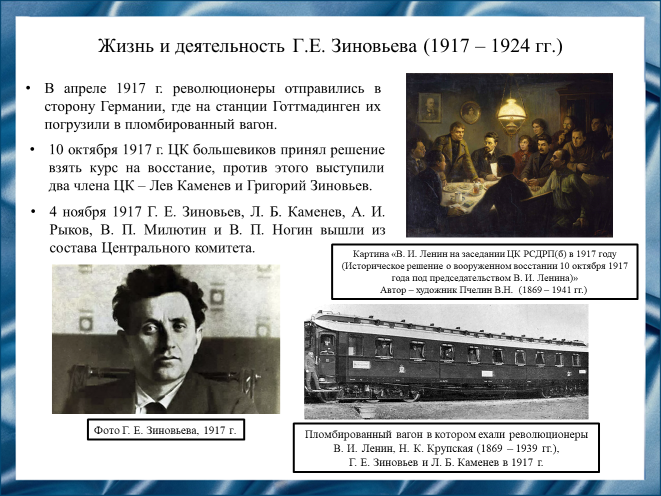 Жизнь и деятельность Г.Е. Зиновьева (1917 – 1924 гг.)
• В апреле 1917 г. революционеры отправились в
сторону Германии, где на станции Готтмадинген их
погрузили в пломбированный вагон.
• 10 октября 1917 г. ЦК большевиков принял решение
взять курс на восстание, против этого выступили
два члена ЦК – Лев Каменев и Григорий Зиновьев.
• 4 ноября 1917 Г. Е. Зиновьев, Л. Б. Каменев, А. И.
Рыков, В. П. Милютин и В. П. Ногин вышли из
состава Центрального комитета.
Картина «В. И. Ленин на заседании ЦК РСДРП(б) в 1917 году
(Историческое решение о вооруженном восстании 10 октября 1917
года под председательством В. И. Ленина)»
Автор – художник Пчелин В.Н. (1869 – 1941 гг.)
Фото Г. Е. Зиновьева, 1917 г.
Пломбированный вагон в котором ехали революционеры
В. И. Ленин, Н. К. Крупская (1869 – 1939 гг.),
Г. Е. Зиновьев и Л. Б. Каменев в 1917 г.